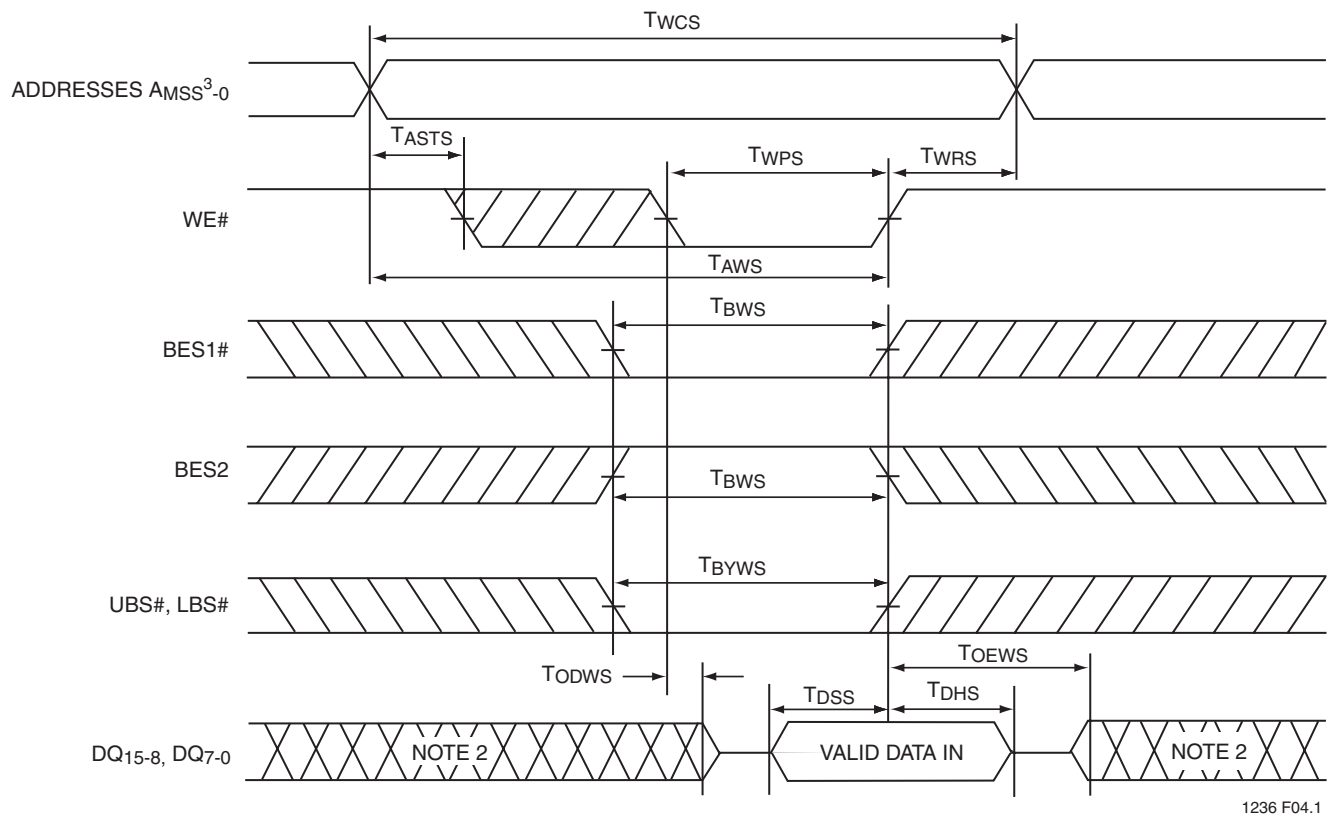 TWCS
ADDRESSES AMSS3-0
TASTS
TWPS
TWRS
WE#
TAWS
TBWS
BES1#
BES2
TBWS
TBYWS
UBS#, LBS#
TOEWS
TODWS
TDSS
TDHS
DQ15-8, DQ7-0
NOTE 2
VALID DATA IN
NOTE 2
1236 F04.1